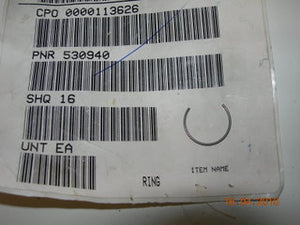 CPO 0000113626
PNR 530940
SHQ 16
UNT EA
RING
ITEM NAME